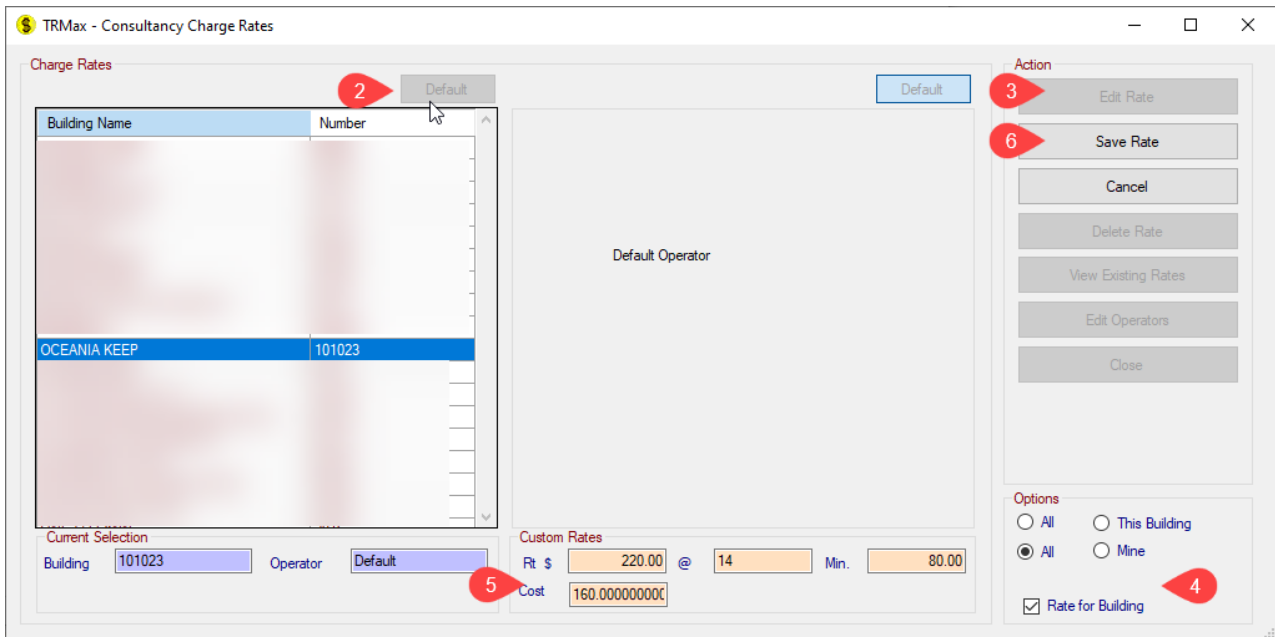 TRMax - Consultancy Charge Rates
Charge Rates
2
Default
Default
Building Name
Number
OCEANIA KEEP
101023
Default Operator
Current Selection
Building
101023
Operator
Default
Custom Rates
Rt $
220.00
@
14
Min.
80.00
5
Cost
160.000000000
Action
3
Edit Rate
6
Save Rate
Cancel
Delete Rate
View Existing Rates
Edit Operators
Close
Options
All
This Building
All
Mine
4
Rate for Building